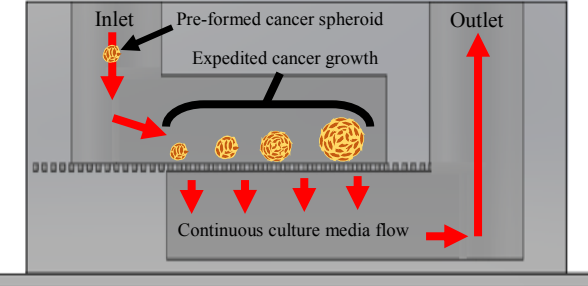 Inlet
Pre-formed cancer spheroid
Outlet
Expedited cancer growth
Continuous culture media flow